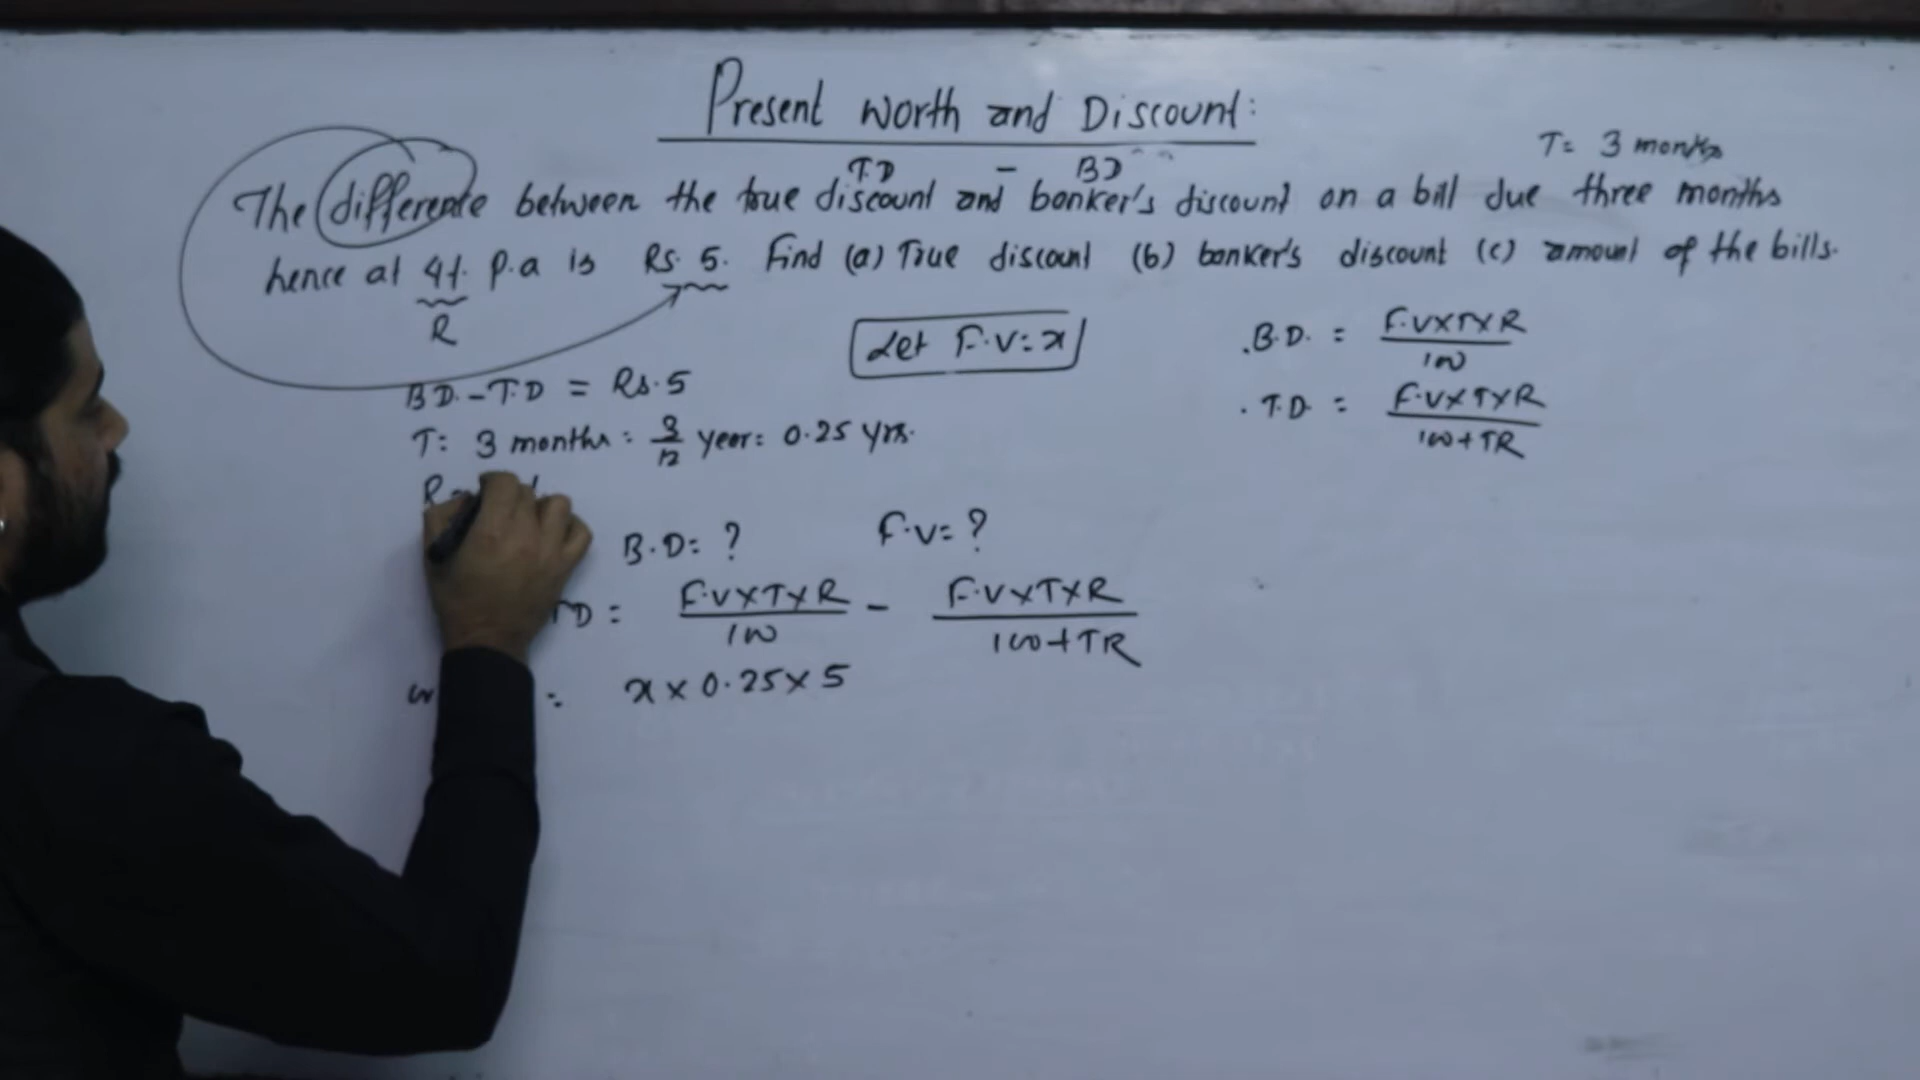 Present Worth and Discount:
T= 3 months
T.D - BD
The difference between the true discount and banker's discount on a bill due three months
hence at 4%. p.a is Rs. 5. Find (a) True discount (b) banker's discount (c) amount of the bills.
R
Let F.V=x
B.D. = F.V×T×R / 100
T.D. = F.V×T×R / 100+TR
B.D.-T.D = Rs.5
T= 3 months = 3/12 year= 0.25 yrs.
R
B.D= ? F.V= ?
TD = F.V×T×R / 100 - F.V×T×R / 100+TR
= x × 0.25×5